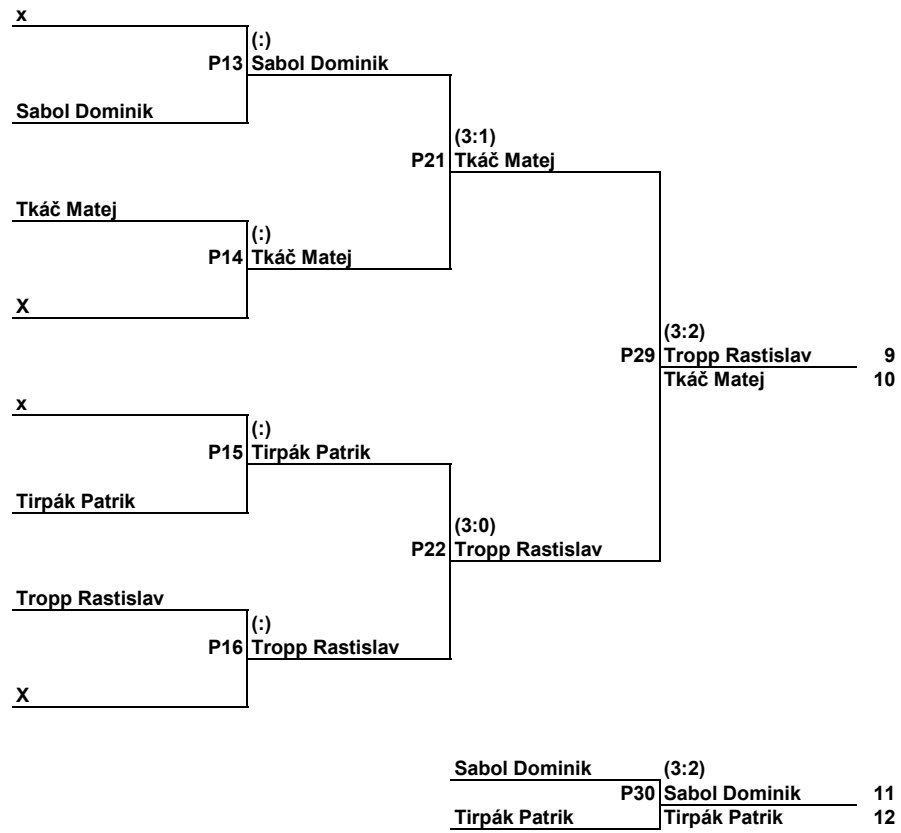 x
(:)
P13 Sabol Dominik
Sabol Dominik
(3:1)
P21 Tkáč Matej
Tkáč Matej
(:)
P14 Tkáč Matej
X
(3:2)
P29 Tropp Rastislav 9
Tkáč Matej 10
x
(:)
P15 Tirpák Patrik
Tirpák Patrik
(3:0)
P22 Tropp Rastislav
Tropp Rastislav
(:)
P16 Tropp Rastislav
X
Sabol Dominik (3:2)
P30 Sabol Dominik 11
Tirpák Patrik Tirpák Patrik 12